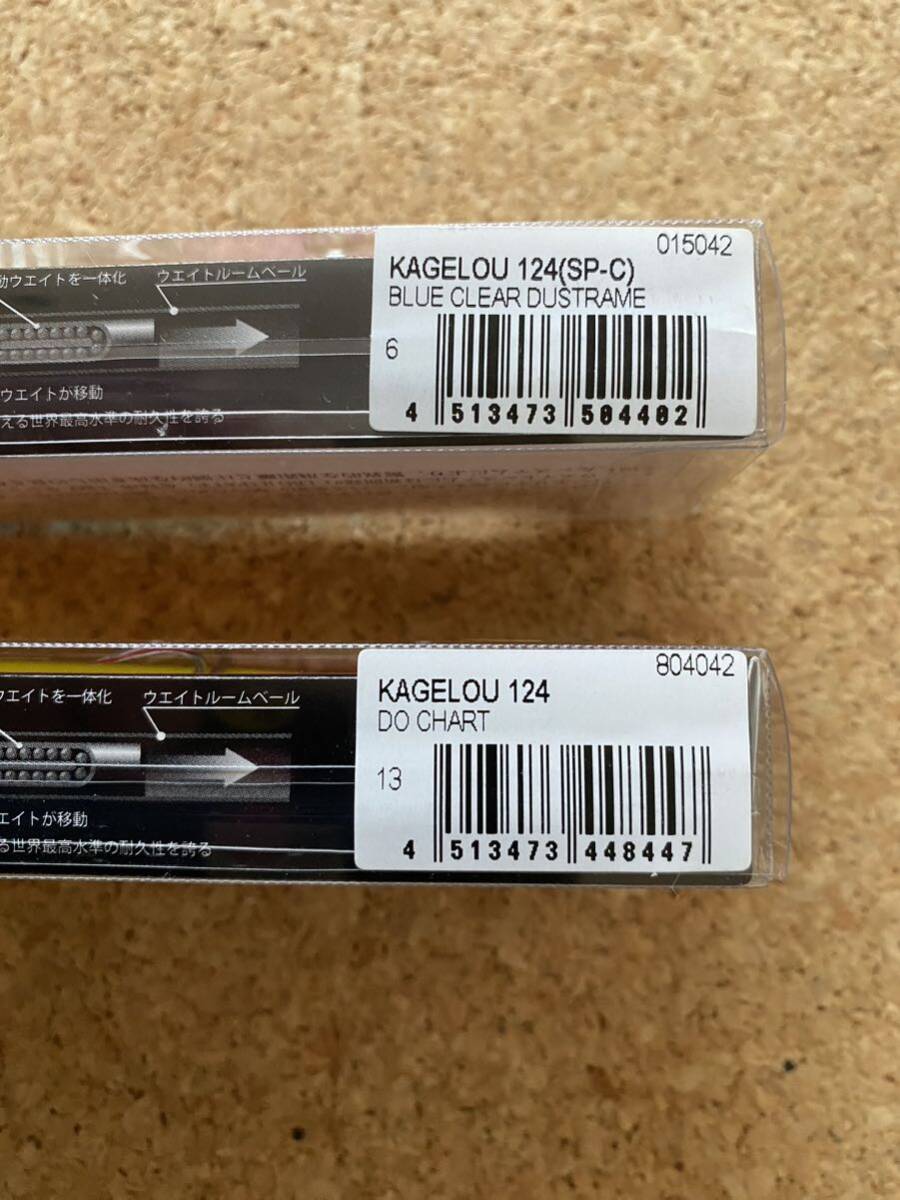 動ウエイトを一体化
ウエイトルームベール
ウエイトが移動
える世界最高水準の耐久性を誇る
015042
KAGELOU 124(SP-C)
BLUE CLEAR DUSTRAME
6
4 513473 504402
ウエイトを一体化
ウエイトルームベール
エイトが移動
る世界最高水準の耐久性を誇る
804042
KAGELOU 124
DO CHART
13
4 513473 448447